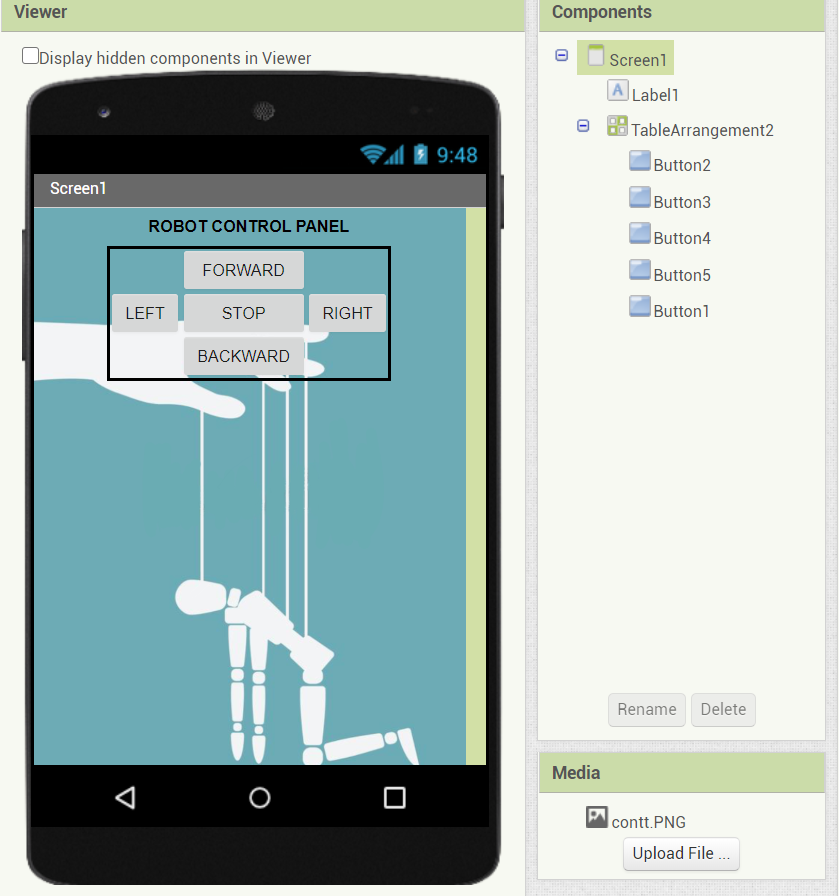 Viewer
Display hidden components in Viewer
9:48
Screen1
ROBOT CONTROL PANEL
FORWARD
LEFT STOP RIGHT
BACKWARD
Components
Screen1
A Label1
TableArrangement2
Button2
Button3
Button4
Button5
Button1
Rename Delete
Media
contt.PNG
Upload File ...